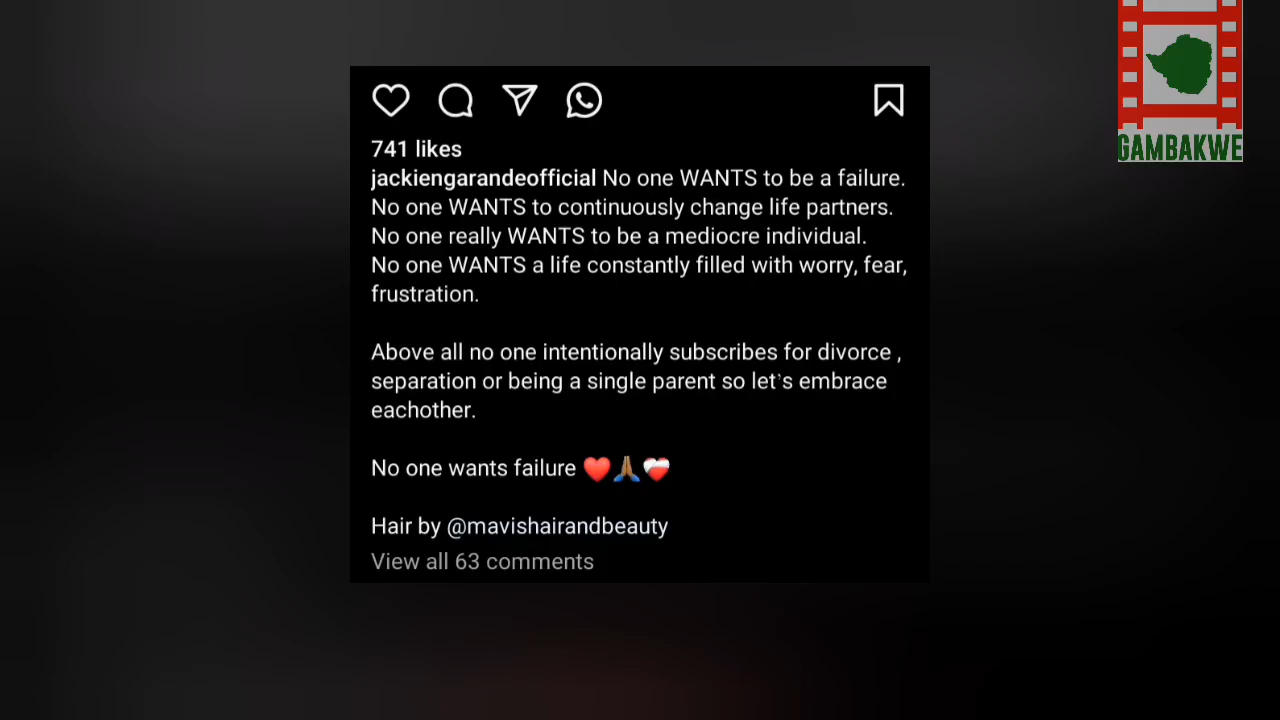 GAMBAKWE
741 likes
jackiengarandeofficial No one WANTS to be a failure.
No one WANTS to continuously change life partners.
No one really WANTS to be a mediocre individual.
No one WANTS a life constantly filled with worry, fear,
frustration.
Above all no one intentionally subscribes for divorce ,
separation or being a single parent so let's embrace
eachother.
No one wants failure ❤️🙏🏾❤️‍🩹
Hair by @mavishairandbeauty
View all 63 comments